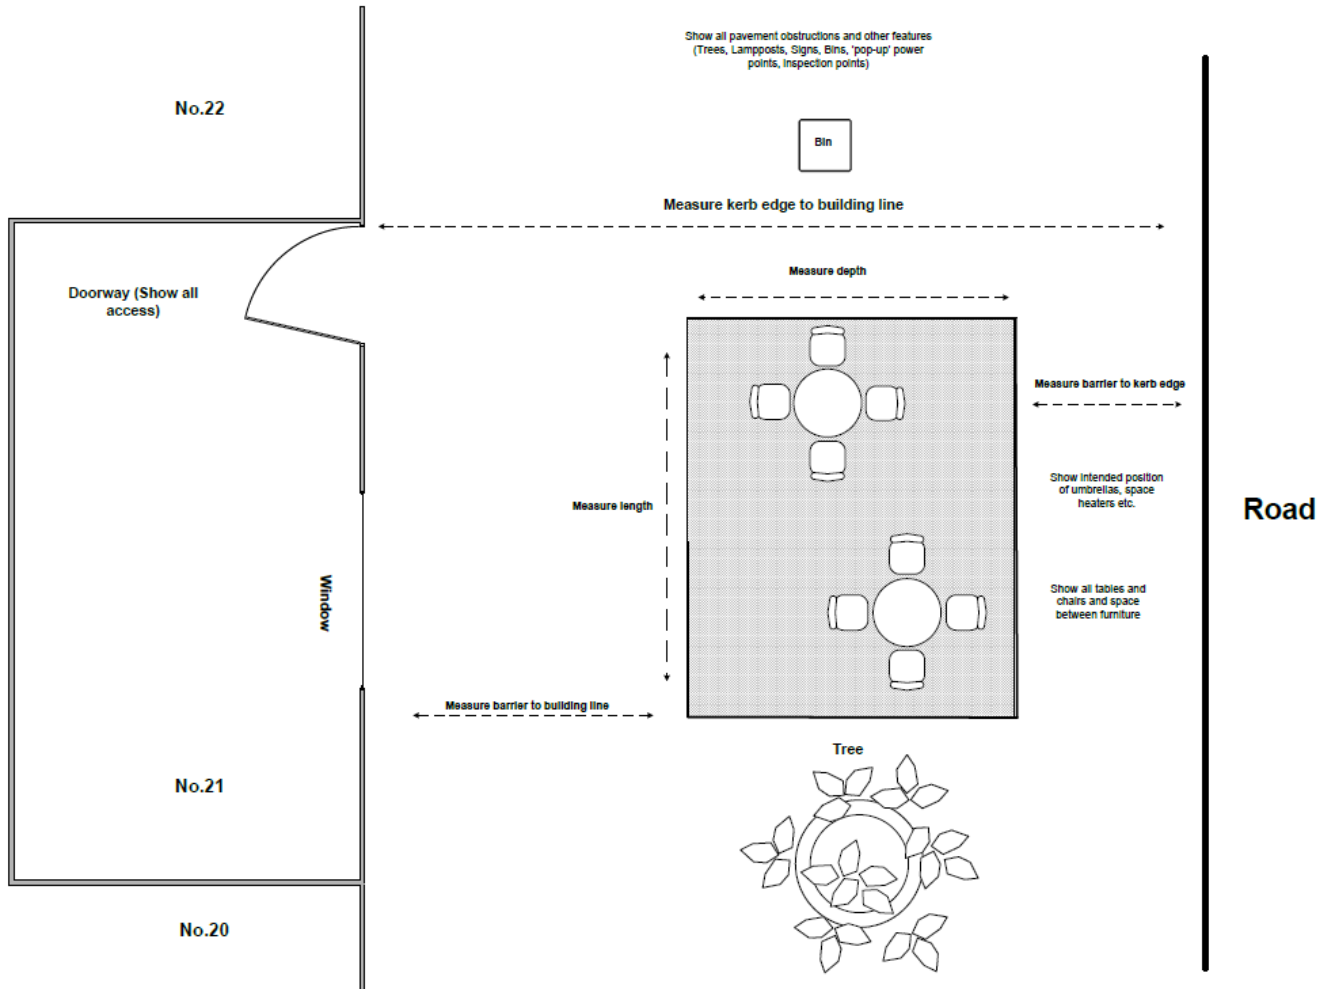 Show all pavement obstructions and other features
(Trees, Lampposts, Signs, Bins, 'pop-up' power
points, inspection points)
No.22
Bin
Measure kerb edge to building line
Measure depth
Doorway (Show all
access)
Measure barrier to kerb edge
Show intended position
of umbrellas, space
heaters etc.
Measure length
Road
Window
Show all tables and
chairs and space
between furniture
Measure barrier to building line
Tree
No.21
No.20